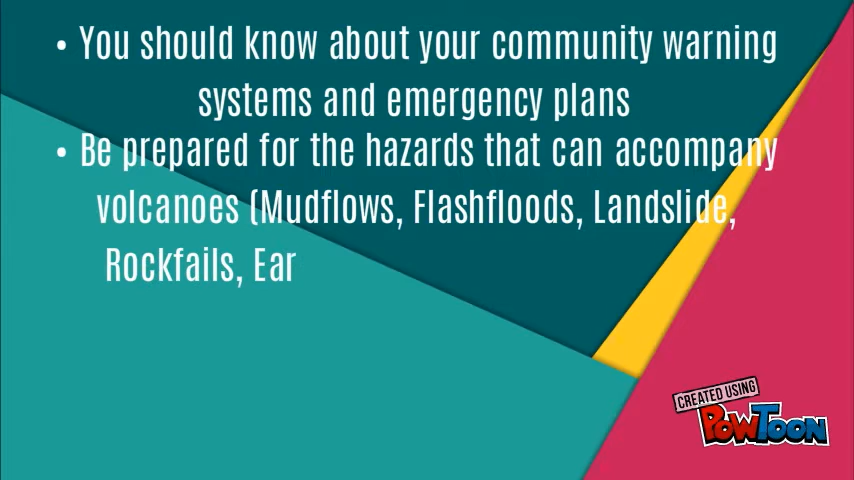 • You should know about your community warning
systems and emergency plans
• Be prepared for the hazards that can accompany
volcanoes (Mudflows, Flashfloods, Landslide,
Rockfails, Ear
CREATED USING
POWTOON